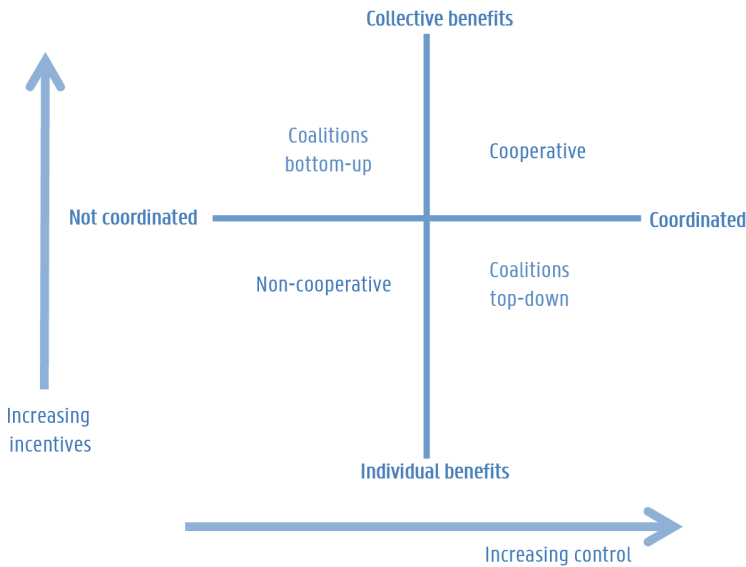 Collective benefits
Coalitions
bottom-up
Cooperative
Not coordinated
Coordinated
Non-cooperative
Coalitions
top-down
Increasing
incentives
Individual benefits
Increasing control